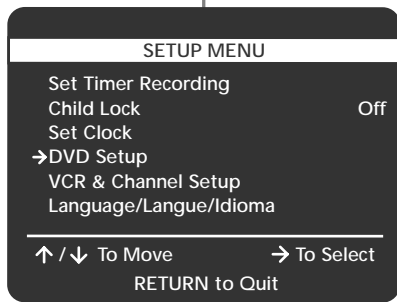 SETUP MENU
Set Timer Recording
Child Lock Off
Set Clock
→DVD Setup
VCR & Channel Setup
Language/Langue/Idioma
↑/↓ To Move → To Select
RETURN to Quit